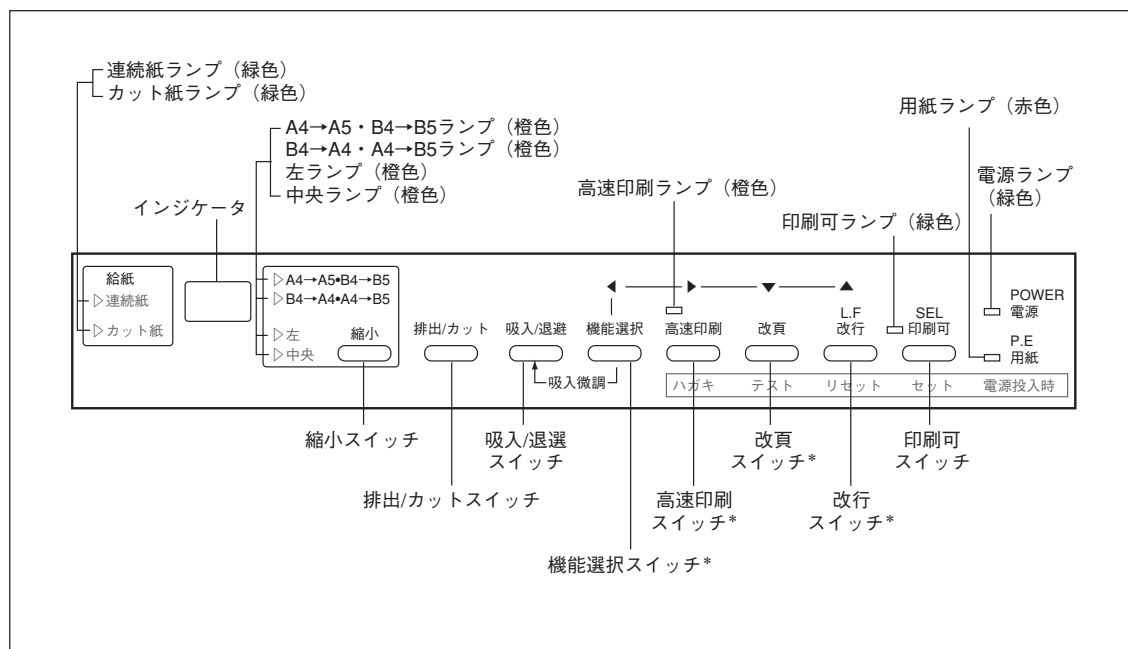 連続紙ランプ（緑色）
カット紙ランプ（緑色）
用紙ランプ（赤色）
A4→A5・B4→B5ランプ（橙色）
B4→A4・A4→B5ランプ（橙色）
左ランプ（橙色）
中央ランプ（橙色）
高速印刷ランプ（橙色）
電源ランプ
（緑色）
インジケータ
印刷可ランプ（緑色）
給紙
▷連続紙
▷カット紙
▷A4→A5•B4→B5
▷B4→A4•A4→B5
▷左
▷中央
縮小
排出/カット
吸入/退避
機能選択
高速印刷
改頁
L.F
改行
SEL
印刷可
POWER
電源
P.E
用紙
吸入微調
ハガキ
テスト
リセット
セット
電源投入時
縮小スイッチ
吸入/退選
スイッチ
改頁
スイッチ*
印刷可
スイッチ
排出/カットスイッチ
高速印刷
スイッチ*
改行
スイッチ*
機能選択スイッチ*